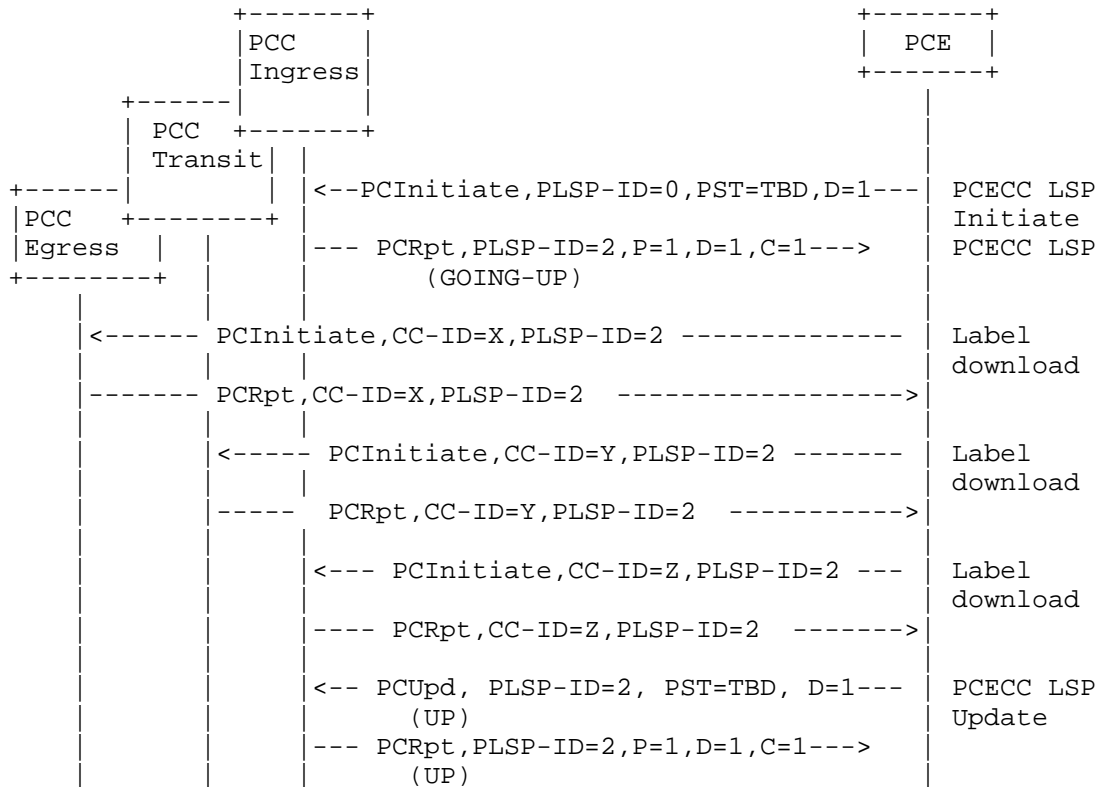 PCC PCE
Ingress
PCC
Transit
<--PCInitiate,PLSP-ID=0,PST=TBD,D=1--- PCECC LSP
PCC Initiate
Egress --- PCRpt,PLSP-ID=2,P=1,D=1,C=1---> PCECC LSP
(GOING-UP)
<------ PCInitiate,CC-ID=X,PLSP-ID=2 -------------- Label
download
------- PCRpt,CC-ID=X,PLSP-ID=2 ------------------>
<----- PCInitiate,CC-ID=Y,PLSP-ID=2 ------- Label
download
----- PCRpt,CC-ID=Y,PLSP-ID=2 ----------->
<--- PCInitiate,CC-ID=Z,PLSP-ID=2 --- Label
download
---- PCRpt,CC-ID=Z,PLSP-ID=2 ------->
<-- PCUpd, PLSP-ID=2, PST=TBD, D=1--- PCECC LSP
(UP) Update
--- PCRpt,PLSP-ID=2,P=1,D=1,C=1--->
(UP)